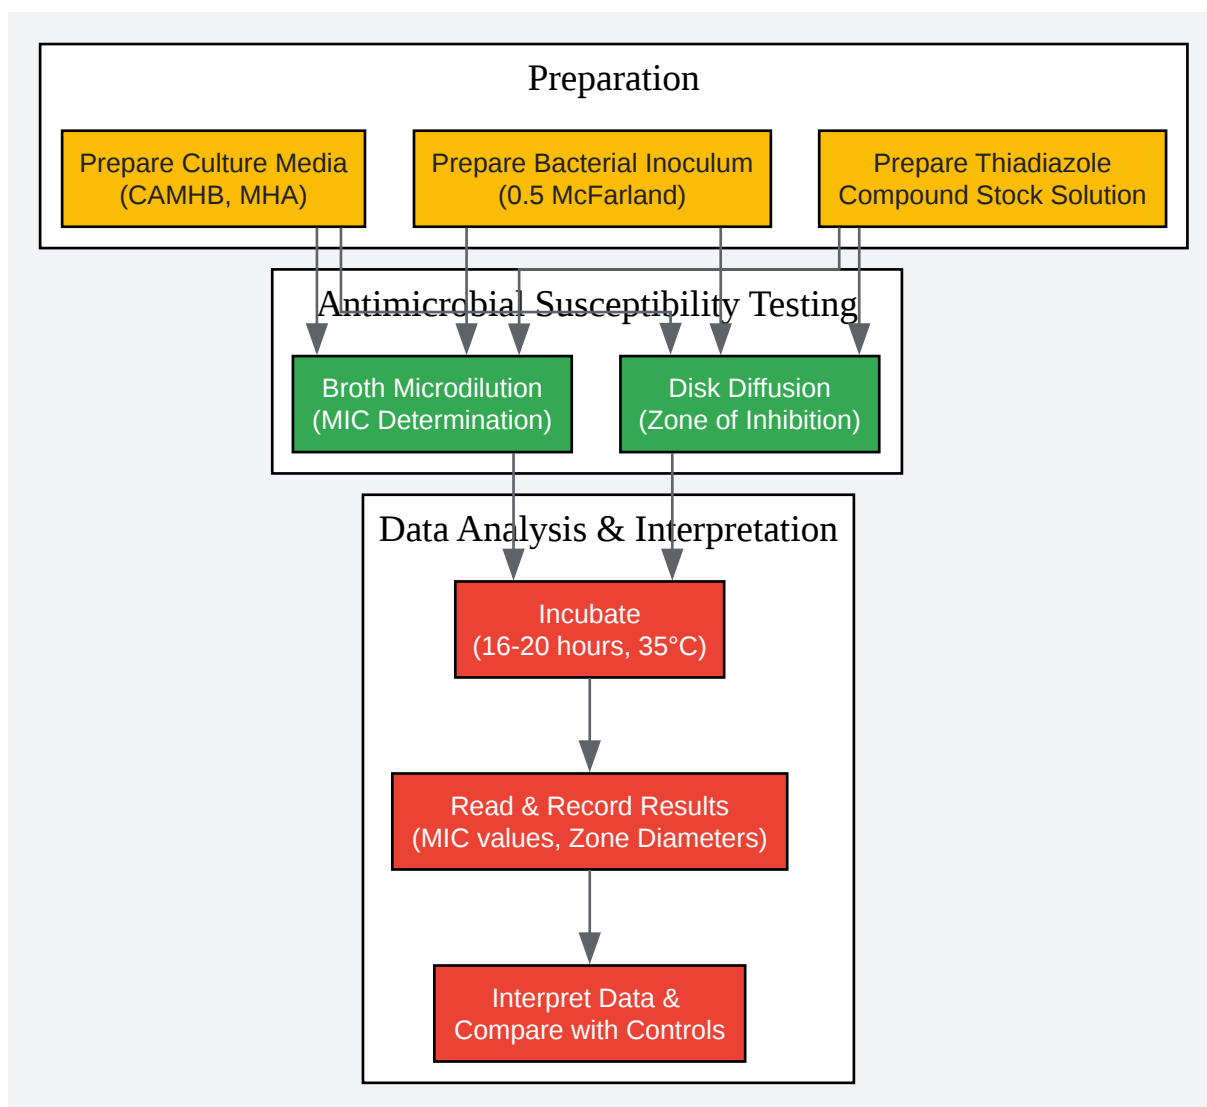 Preparation
Prepare Culture Media
(CAMHB, MHA)
Prepare Bacterial Inoculum
(0.5 McFarland)
Prepare Thiadiazole
Compound Stock Solution
Antimicrobial Susceptibility Testing
Broth Microdilution
(MIC Determination)
Disk Diffusion
(Zone of Inhibition)
Data Analysis & Interpretation
Incubate
(16-20 hours, 35°C)
Read & Record Results
(MIC values, Zone Diameters)
Interpret Data &
Compare with Controls